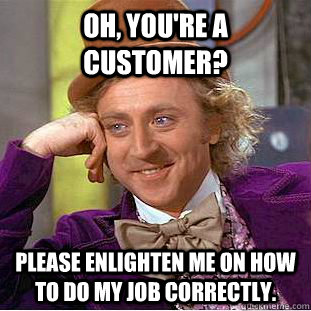 OH, YOU'RE A
CUSTOMER?
PLEASE ENLIGHTEN ME ON HOW
TO DO MY JOB CORRECTLY.